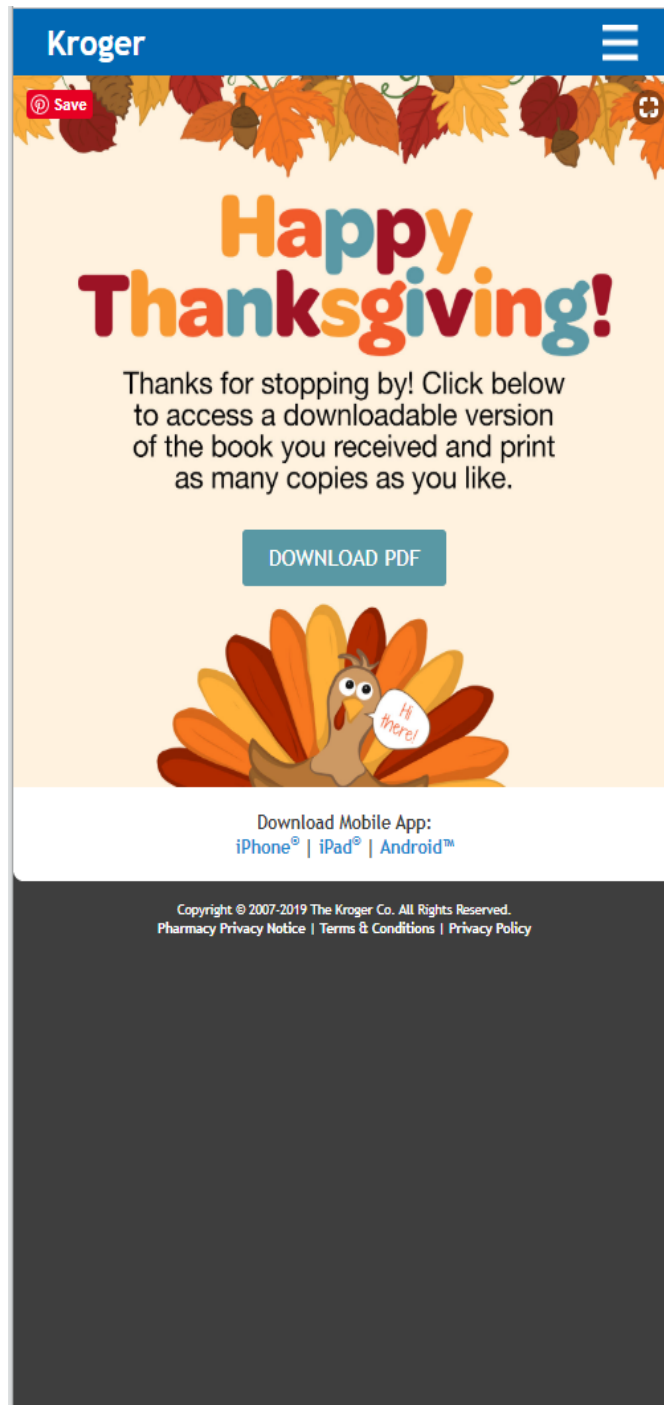 Kroger
Save
Happy
Thanksgiving!
Thanks for stopping by! Click below
to access a downloadable version
of the book you received and print
as many copies as you like.
DOWNLOAD PDF
Hi
there!
Download Mobile App:
iPhone® | iPad® | Android™
Copyright © 2007-2019 The Kroger Co. All Rights Reserved.
Pharmacy Privacy Notice | Terms & Conditions | Privacy Policy